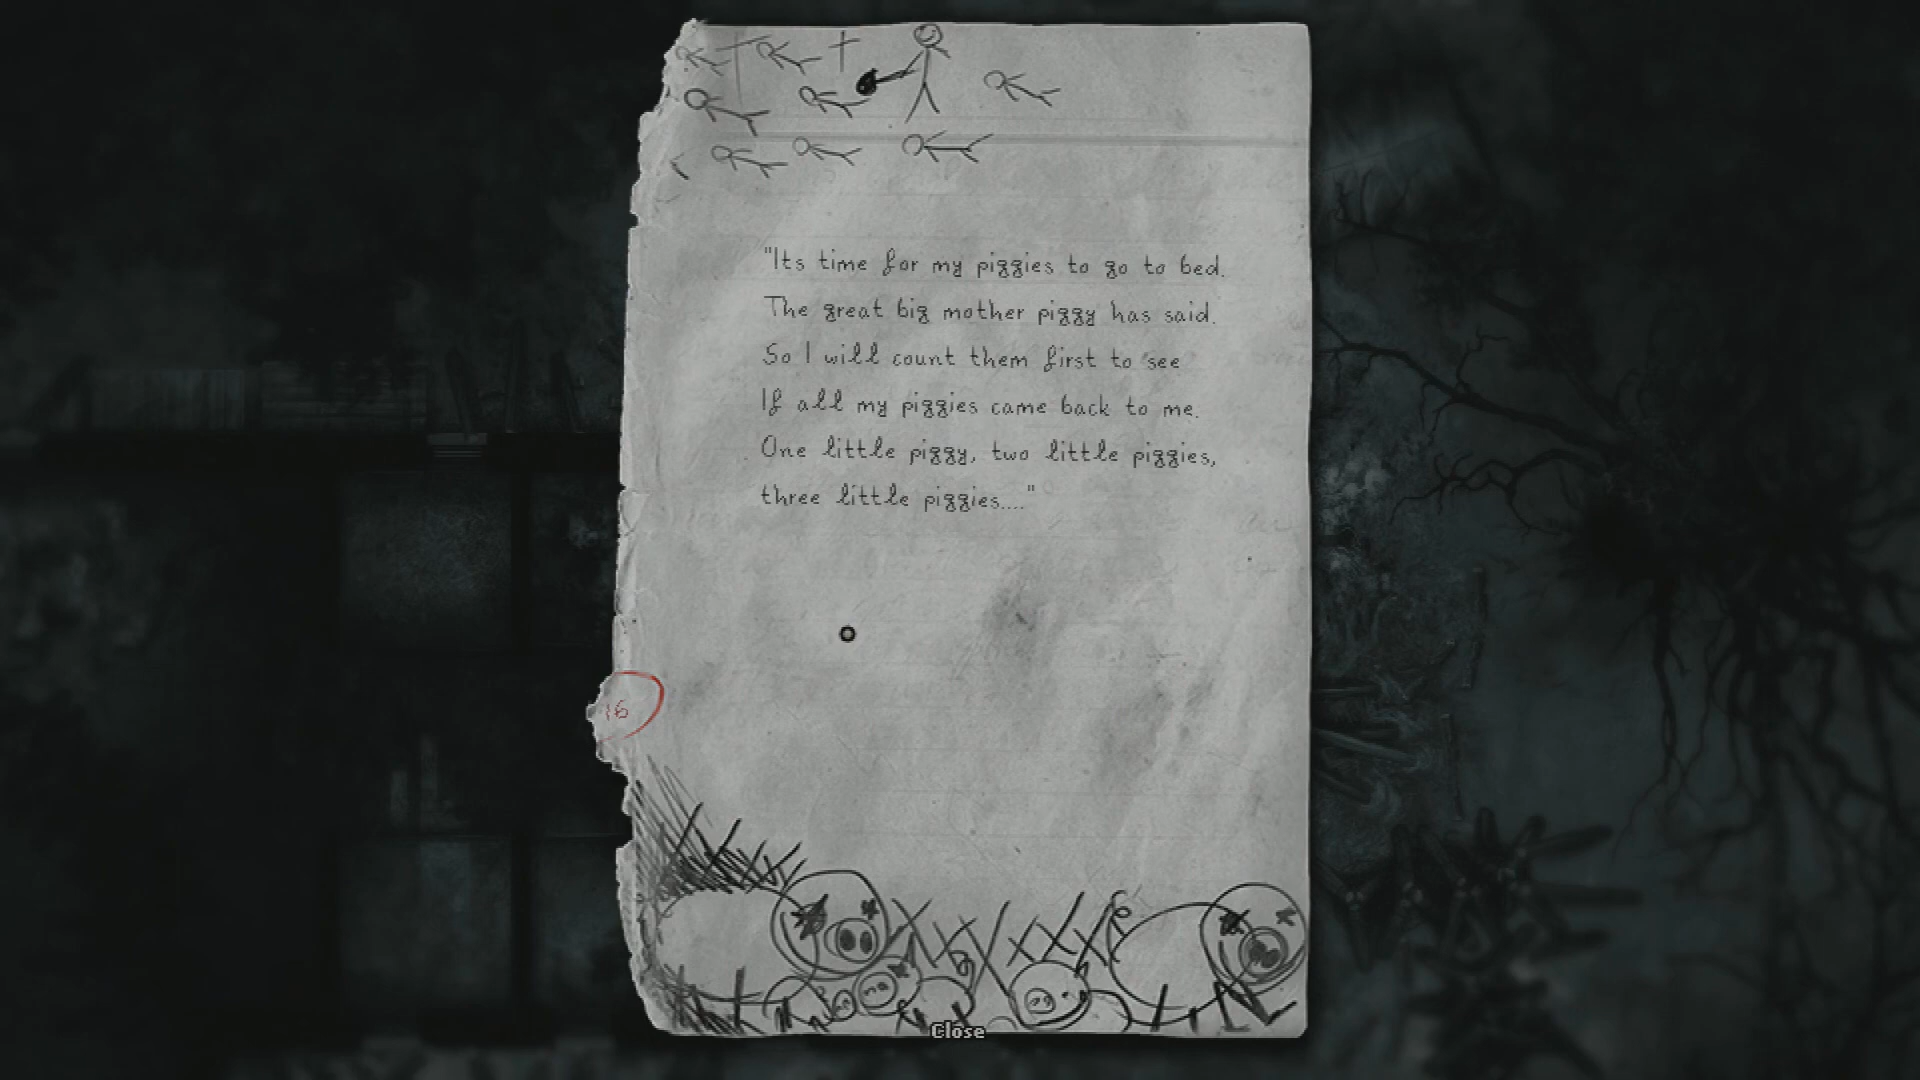 "Its time for my piggies to go to bed.
The great big mother piggy has said.
So I will count them first to see
If all my piggies came back to me.
One little piggy, two little piggies,
three little piggies...."
16
Close